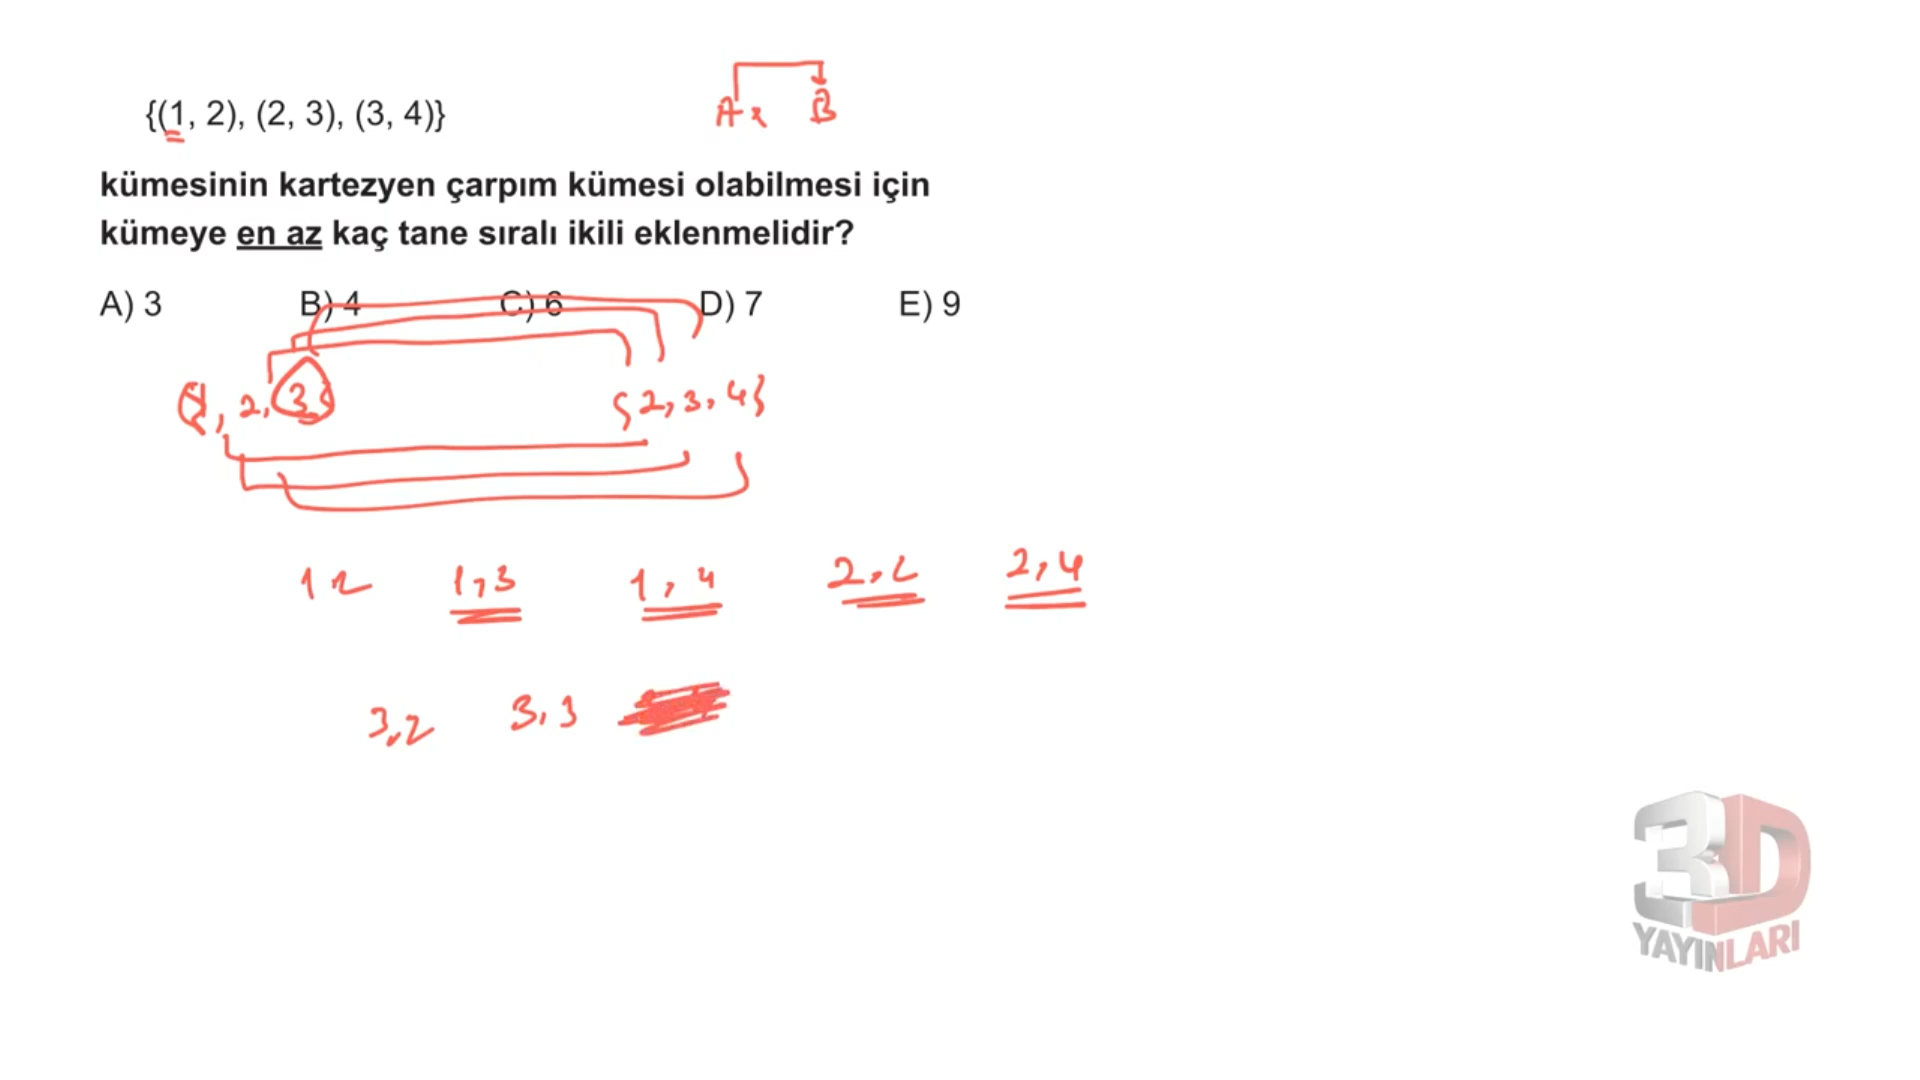 A x B
{(1, 2), (2, 3), (3, 4)}
kümesinin kartezyen çarpım kümesi olabilmesi için
kümeye en az kaç tane sıralı ikili eklenmelidir?
A) 3 B) 4 C) 6 D) 7 E) 9
2, 3 {2, 3, 4}
1 2 1,3 1,4 2,2 2,4
3,2 3,3
3D
YAYINLARI